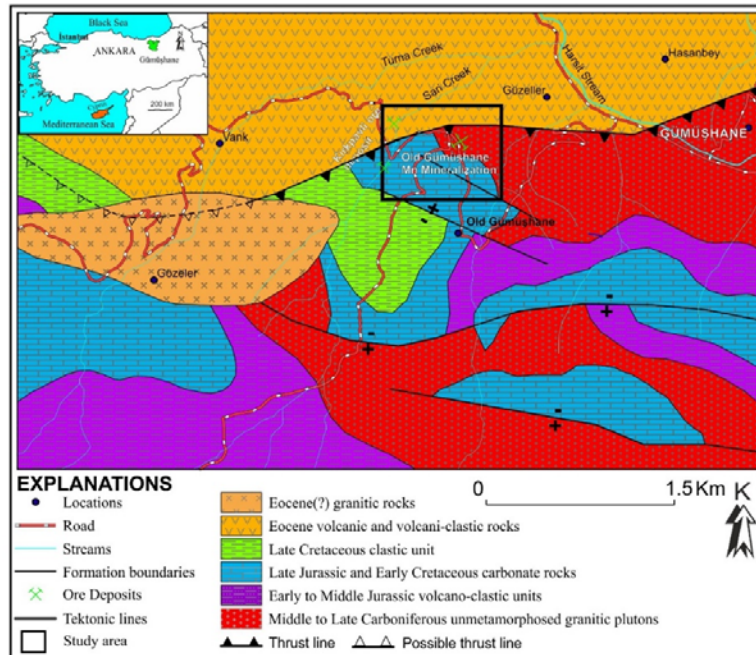 Black Sea
İstanbul
ANKARA
Gümüşhane
Cyprus
200 km
Mediterranean Sea
Turna Creek
Sarı Creek
Harşit Stream
Hasanbey
Güzeller
GÜMÜŞHANE
Vank
Old Gümüşhane
Mn Mineralization
Old Gümüşhane
Gözeler
EXPLANATIONS
Locations
Road
Streams
Formation boundaries
Ore Deposits
Tektonic lines
Study area
Eocene(?) granitic rocks
Eocene volcanic and volcani-clastic rocks
Late Cretaceous clastic unit
Late Jurassic and Early Cretaceous carbonate rocks
Early to Middle Jurassic volcano-clastic units
Middle to Late Carboniferous unmetamorphosed granitic plutons
Thrust line
Possible thrust line
0 1.5 Km
K